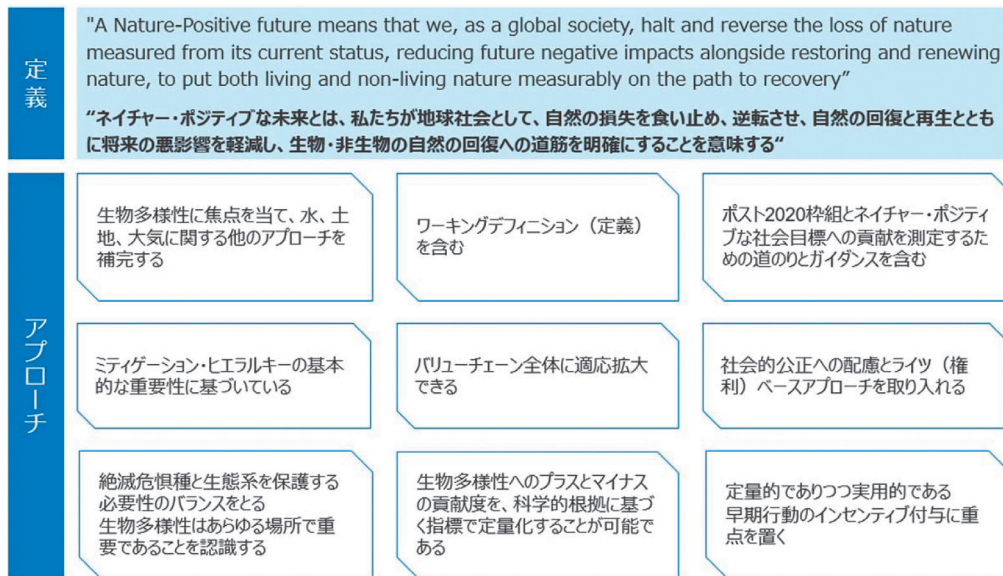 定義
"A Nature-Positive future means that we, as a global society, halt and reverse the loss of nature
measured from its current status, reducing future negative impacts alongside restoring and renewing
nature, to put both living and non-living nature measurably on the path to recovery”
“ネイチャー・ポジティブな未来とは、私たちが地球社会として、自然の損失を食い止め、逆転させ、自然の回復と再生ととも
に将来の悪影響を軽減し、生物・非生物の自然の回復への道筋を明確にすることを意味する“
アプローチ
生物多様性に焦点を当て、水、土
地、大気に関する他のアプローチを
補完する
ワーキングデフィニション（定義）
を含む
ポスト2020枠組とネイチャー・ポジティ
ブな社会目標への貢献を測定するた
めの道のりとガイダンスを含む
ミティゲーション・ヒエラルキーの基本
的な重要性に基づいている
バリューチェーン全体に適応拡大
できる
社会的公正への配慮とライツ（権
利）ベースアプローチを取り入れる
絶滅危惧種と生態系を保護する
必要性のバランスをとる
生物多様性はあらゆる場所で重
要であることを認識する
生物多様性へのプラスとマイナス
の貢献度を、科学的根拠に基づ
く指標で定量化することが可能で
ある
定量的でありつつ実用的である
早期行動のインセンティブ付与に重
点を置く